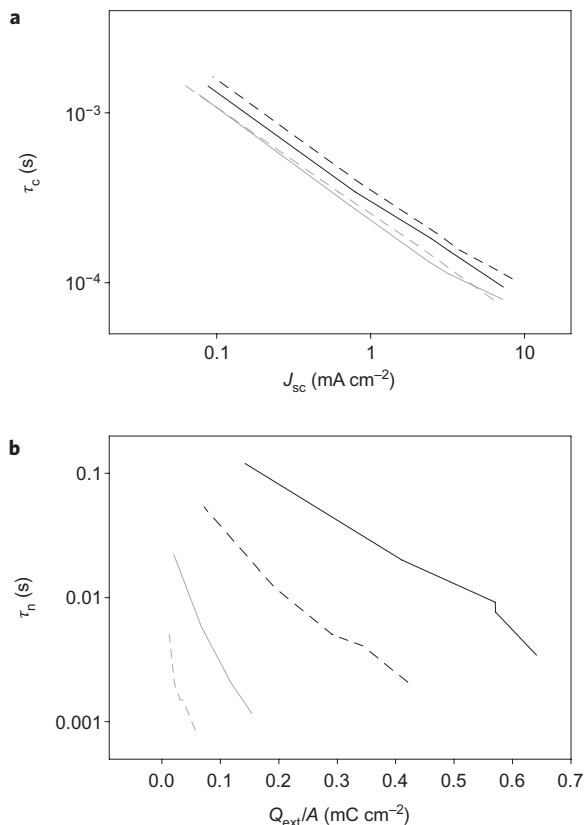 a
10⁻³
10⁻⁴
τc (s)
0.1 1 10
Jsc (mA cm⁻²)
b
0.1
0.01
0.001
τn (s)
0.0 0.1 0.2 0.3 0.4 0.5 0.6 0.7
Qext/A (mC cm⁻²)